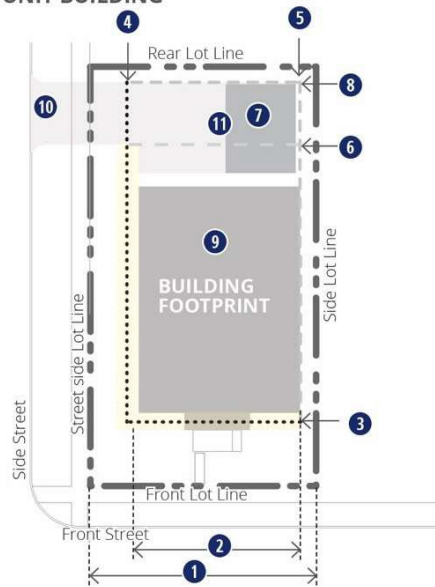 UNIT BUILDING
4
5
Rear Lot Line
8
10
11
7
6
9
BUILDING
FOOTPRINT
Street side Lot Line
Side Lot Line
Side Street
3
Front Lot Line
Front Street
2
1